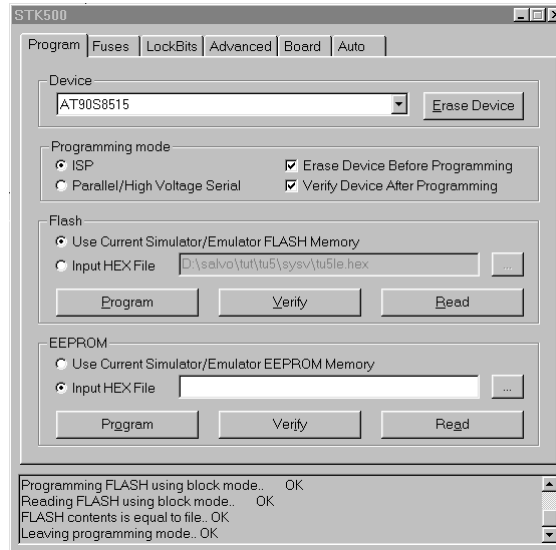 STK500
Program Fuses LockBits Advanced Board Auto
Device
AT90S8515 Erase Device
Programming mode
ISP Erase Device Before Programming
Parallel/High Voltage Serial Verify Device After Programming
Flash
Use Current Simulator/Emulator FLASH Memory
Input HEX File D:\salvo\tut\tu5\sysv\tu5le.hex ...
Program Verify Read
EEPROM
Use Current Simulator/Emulator EEPROM Memory
Input HEX File ...
Program Verify Read
Programming FLASH using block mode.. OK
Reading FLASH using block mode.. OK
FLASH contents is equal to file.. OK
Leaving programming mode.. OK